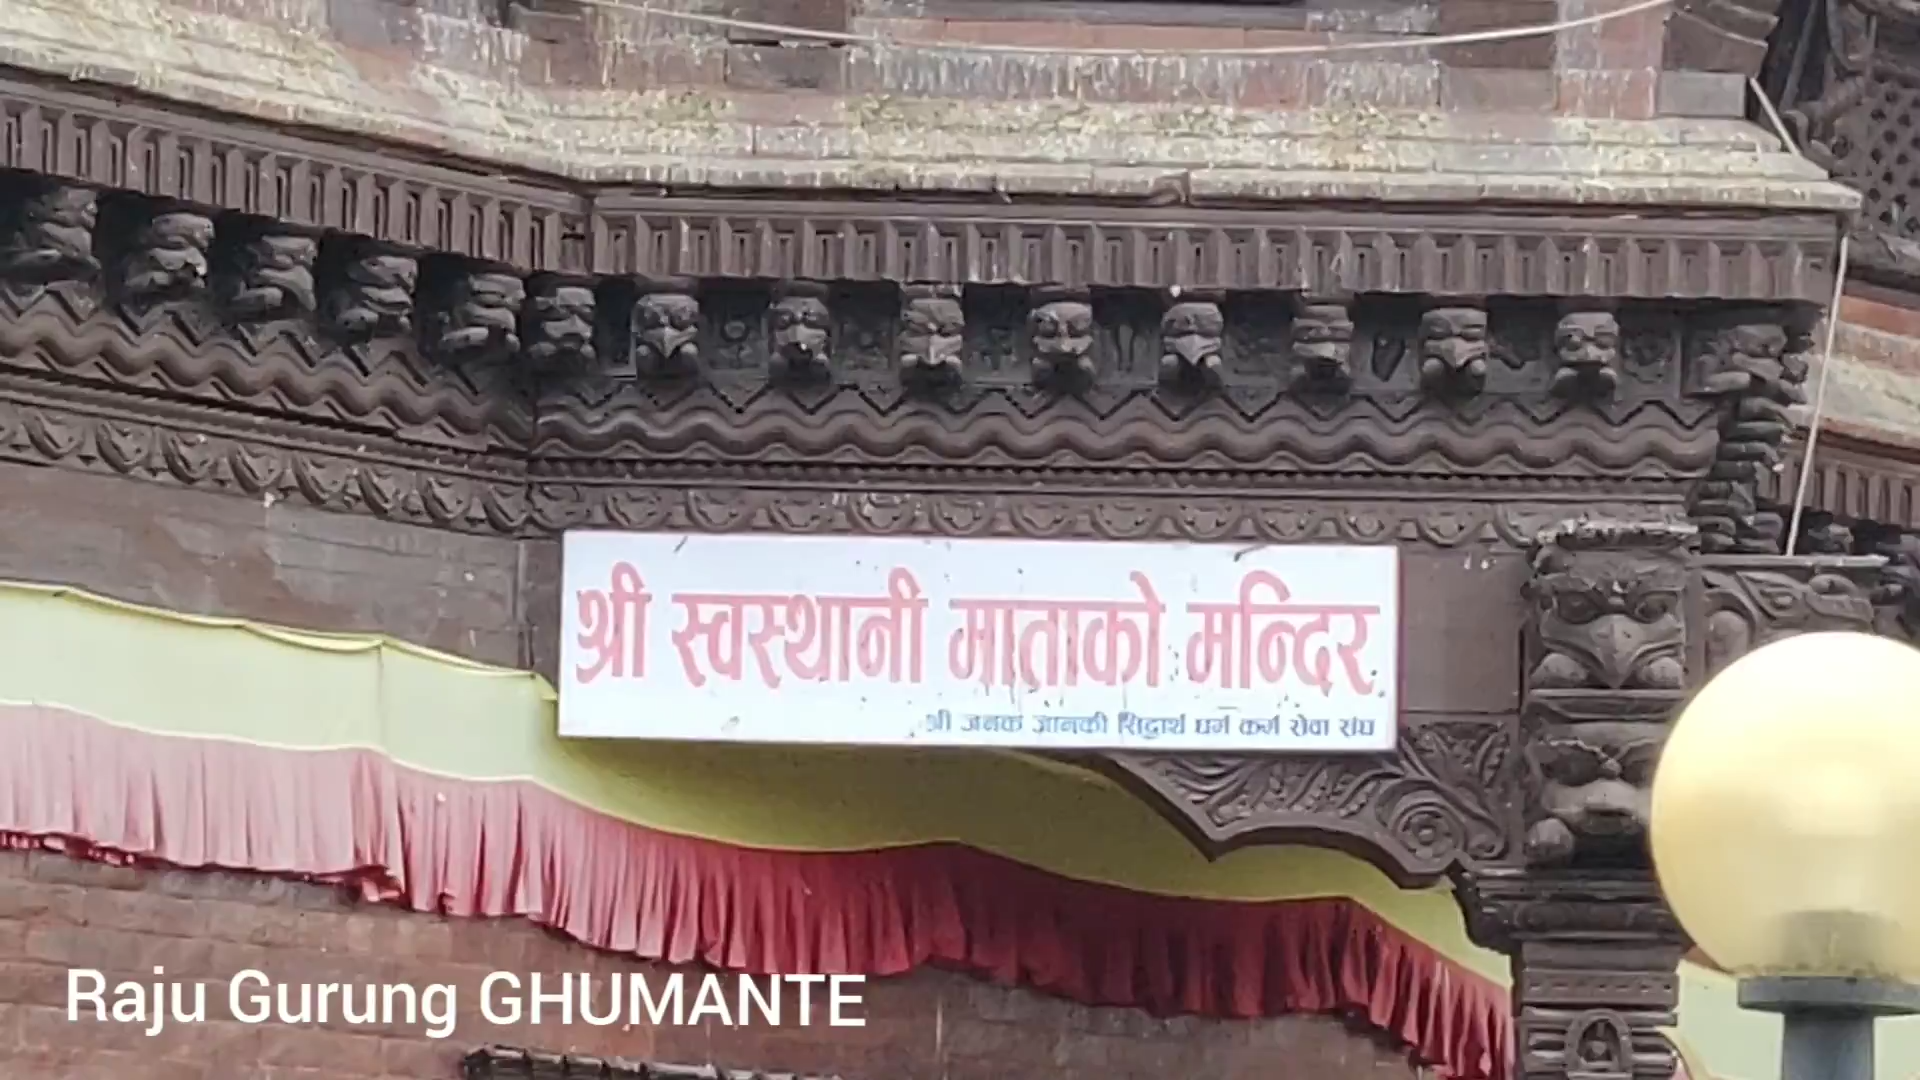 श्री स्वस्थानी माताको मन्दिर
श्री जनक जानकी सिद्धार्थ धर्म कर्म सेवा संघ
Raju Gurung GHUMANTE